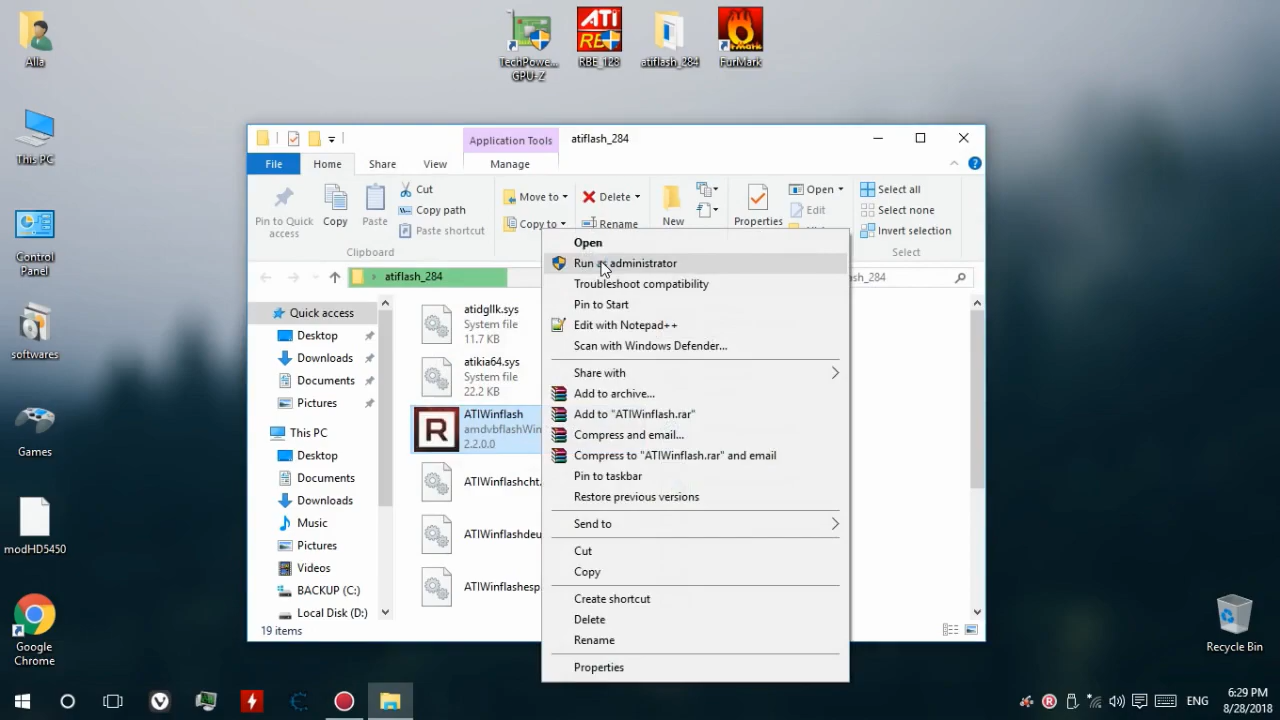 Alla
This PC
Control
Panel
softwares
Games
modHD5450
Google
Chrome
TechPowe...
GPU-Z
ATI
RBE
RBE_128
atiflash_284
FurMark
Application Tools
atiflash_284
File
Home
Share
View
Manage
Pin to Quick
access
Copy
Paste
Cut
Copy path
Paste shortcut
Clipboard
Move to
Copy to
Delete
Rename
New
Properties
Open
Edit
Select all
Select none
Invert selection
Select
atiflash_284
Quick access
Desktop
Downloads
Documents
Pictures
This PC
Desktop
Documents
Downloads
Music
Pictures
Videos
BACKUP (C:)
Local Disk (D:)
19 items
atidgllk.sys
System file
11.7 KB
atikia64.sys
System file
22.2 KB
R
ATIWinflash
amdvbflashWin
2.2.0.0
ATIWinflashcht.
ATIWinflashdeu
ATIWinflashesp
Open
Run as administrator
Troubleshoot compatibility
Pin to Start
Edit with Notepad++
Scan with Windows Defender...
Share with
Add to archive...
Add to "ATIWinflash.rar"
Compress and email...
Compress to "ATIWinflash.rar" and email
Pin to taskbar
Restore previous versions
Send to
Cut
Copy
Create shortcut
Delete
Rename
Properties
Recycle Bin
ENG
6:29 PM
8/28/2018